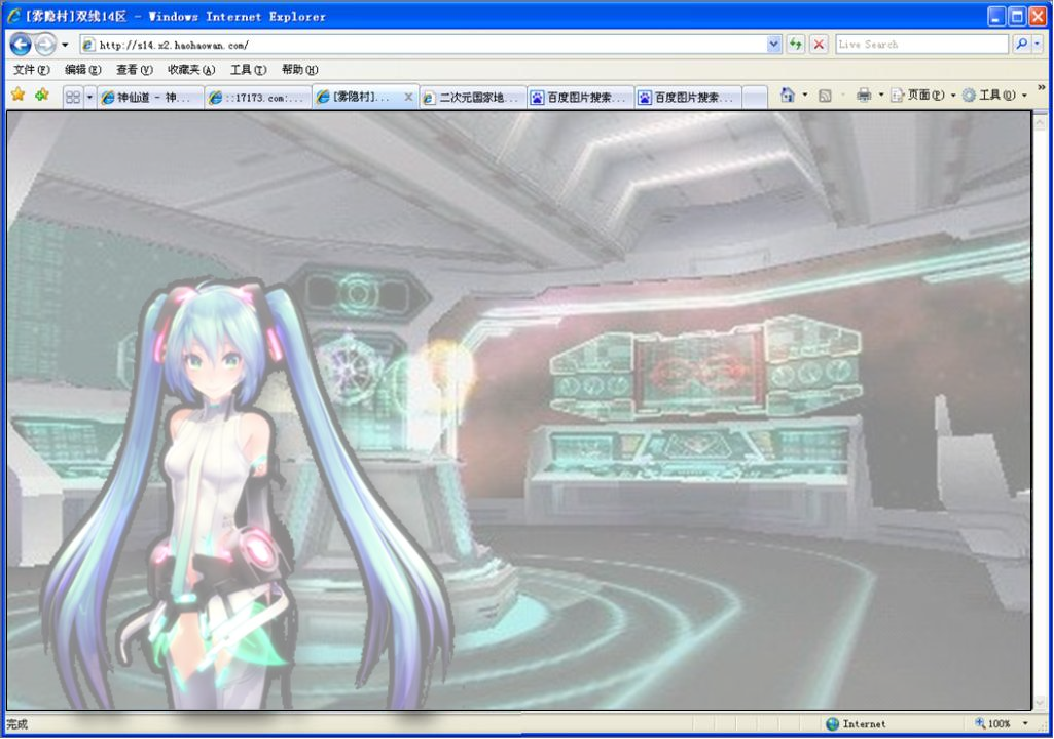 [雾隐村]双线14区 - Windows Internet Explorer
http://s14.x2.haohaowan.com/
Live Search
文件(F) 编辑(E) 查看(V) 收藏夹(A) 工具(T) 帮助(H)
神仙道 - 神... ::17173.com:... [雾隐村]... 二次元国家地... 百度图片搜索... 百度图片搜索... 页面(P) 工具(O)
完成 Internet 100%